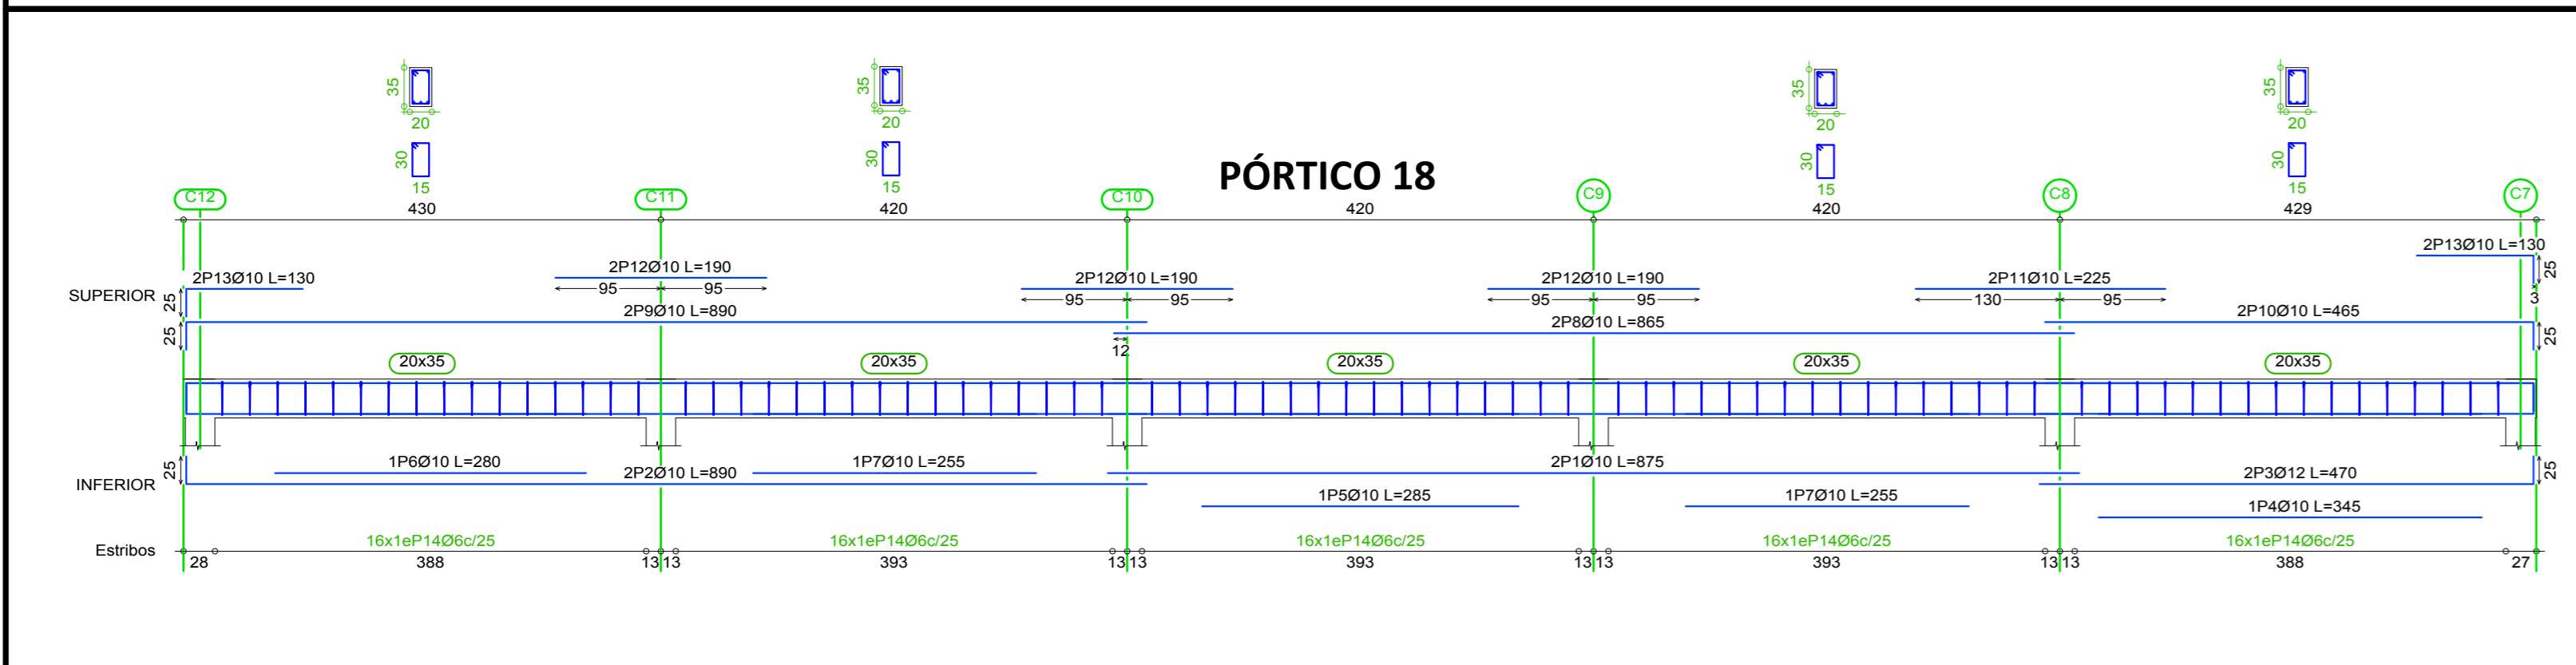 35 35 35 35
20 20 20 20
30 30 PÓRTICO 18 30 30
15 15 15 15
C12 C11 C10 C9 C8 C7
430 420 420 420 429
2P13Ø10 L=130
2P12Ø10 L=190 2P12Ø10 L=190 2P12Ø10 L=190 2P11Ø10 L=225
2P13Ø10 L=130
SUPERIOR 25 95 95 95 95 95 95 130 95 25
3
2P9Ø10 L=890 2P8Ø10 L=865 2P10Ø10 L=465
25 12 25
20x35 20x35 20x35 20x35 20x35
1P6Ø10 L=280 1P7Ø10 L=255 2P1Ø10 L=875
INFERIOR 25 2P2Ø10 L=890 2P3Ø12 L=470 25
1P5Ø10 L=285 1P7Ø10 L=255 1P4Ø10 L=345
Estribos 16x1eP14Ø6c/25 16x1eP14Ø6c/25 16x1eP14Ø6c/25 16x1eP14Ø6c/25 16x1eP14Ø6c/25
28 388 13 13 393 13 13 393 13 13 393 13 13 388 27